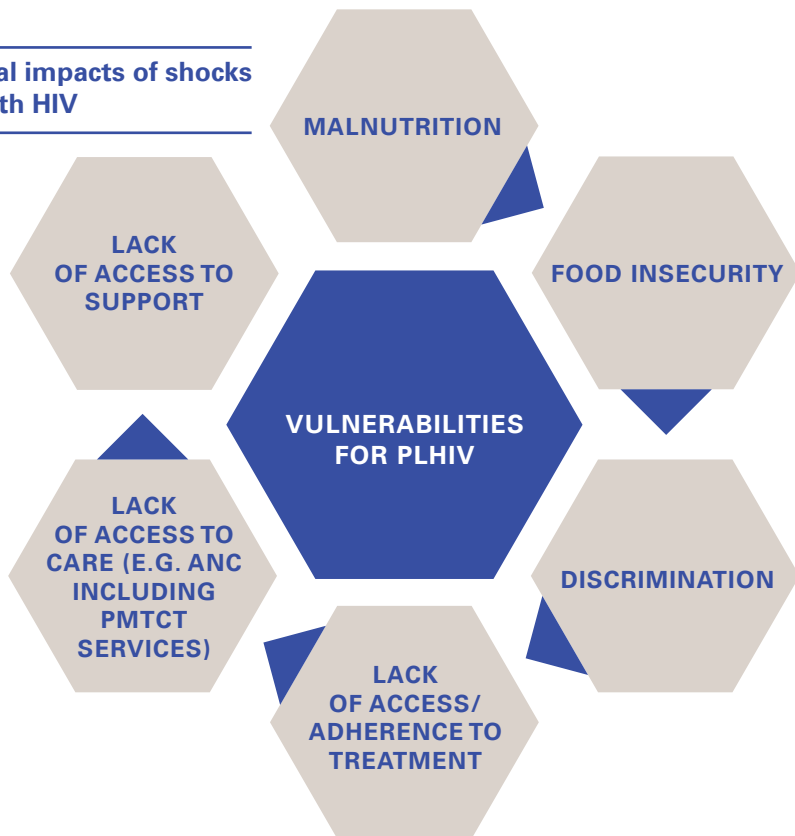 al impacts of shocks
th HIV
MALNUTRITION
FOOD INSECURITY
DISCRIMINATION
LACK
OF ACCESS/
ADHERENCE TO
TREATMENT
LACK
OF ACCESS TO
CARE (E.G. ANC
INCLUDING
PMTCT
SERVICES)
LACK
OF ACCESS TO
SUPPORT
VULNERABILITIES
FOR PLHIV